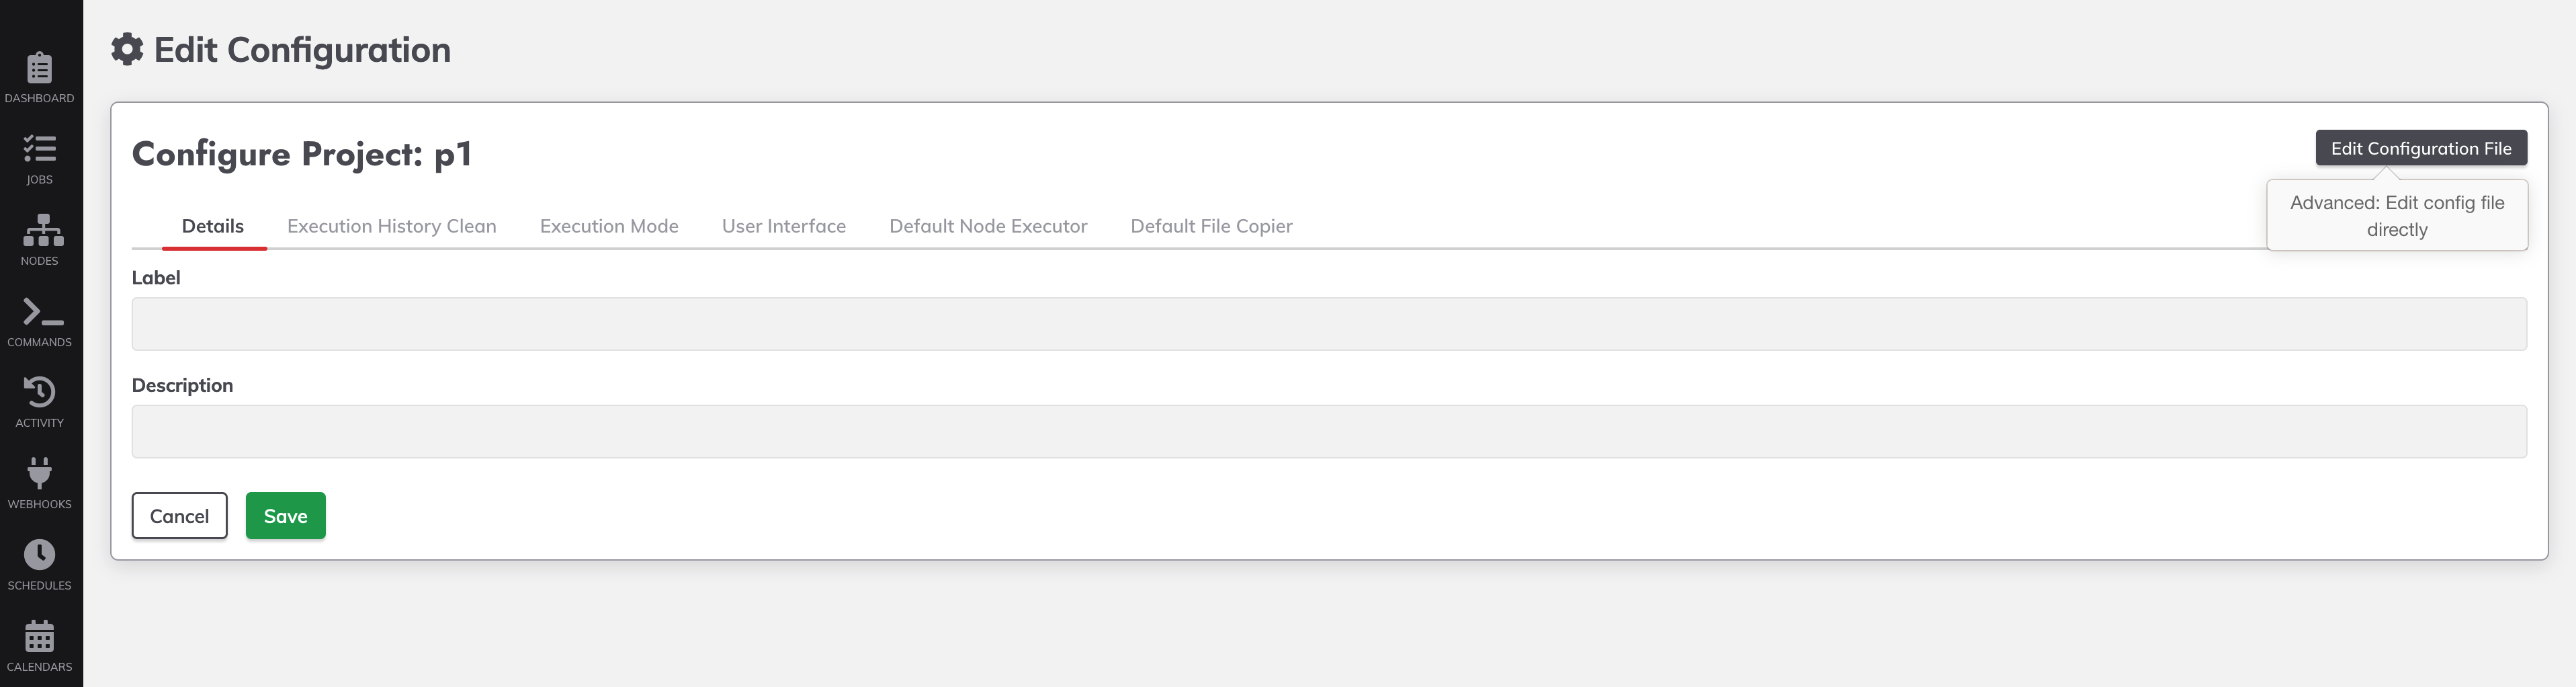 DASHBOARD
JOBS
NODES
COMMANDS
ACTIVITY
WEBHOOKS
SCHEDULES
CALENDARS
Edit Configuration
Configure Project: p1
Edit Configuration File
Advanced: Edit config file
directly
Details Execution History Clean Execution Mode User Interface Default Node Executor Default File Copier
Label
Description
Cancel Save